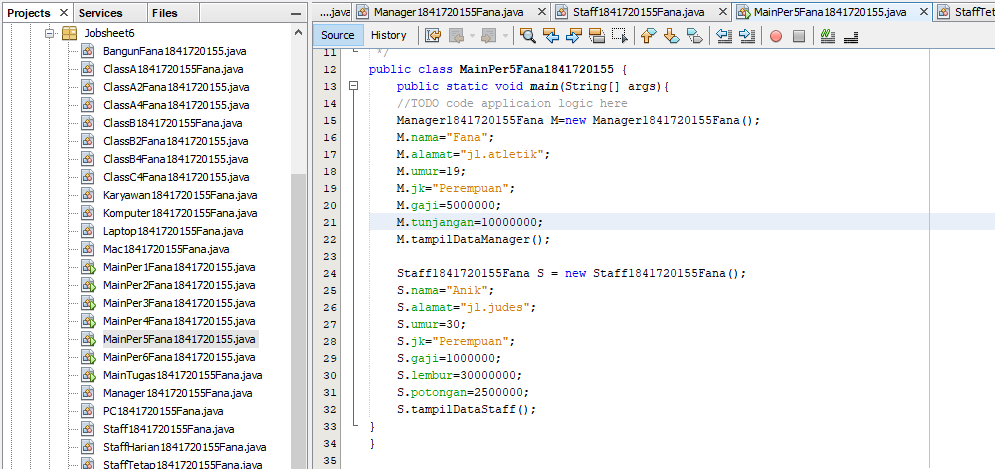 Projects X Services Files
Jobsheet6
BangunFana1841720155.java
ClassA1841720155Fana.java
ClassA2Fana1841720155.java
ClassA4Fana1841720155.java
ClassB1841720155Fana.java
ClassB2Fana1841720155.java
ClassB4Fana1841720155.java
ClassC4Fana1841720155.java
Karyawan1841720155Fana.java
Komputer1841720155Fana.java
Laptop1841720155Fana.java
Mac1841720155Fana.java
MainPer1Fana1841720155.java
MainPer2Fana1841720155.java
MainPer3Fana1841720155.java
MainPer4Fana1841720155.java
MainPer5Fana1841720155.java
MainPer6Fana1841720155.java
MainTugas1841720155Fana.java
Manager1841720155Fana.java
PC1841720155Fana.java
Staff1841720155Fana.java
StaffHarian1841720155Fana.java
StaffTetap1841720155Fana.java
....java Manager1841720155Fana.java Staff1841720155Fana.java MainPer5Fana1841720155.java StaffTet
Source History
11 */
12 public class MainPer5Fana1841720155 {
13 public static void main(String[] args){
14 //TODO code applicaion logic here
15 Manager1841720155Fana M=new Manager1841720155Fana();
16 M.nama="Fana";
17 M.alamat="jl.atletik";
18 M.umur=19;
19 M.jk="Perempuan";
20 M.gaji=5000000;
21 M.tunjangan=10000000;
22 M.tampilDataManager();
23
24 Staff1841720155Fana S = new Staff1841720155Fana();
25 S.nama="Anik";
26 S.alamat="jl.judes";
27 S.umur=30;
28 S.jk="Perempuan";
29 S.gaji=1000000;
30 S.lembur=30000000;
31 S.potongan=2500000;
32 S.tampilDataStaff();
33 }
34 }
35